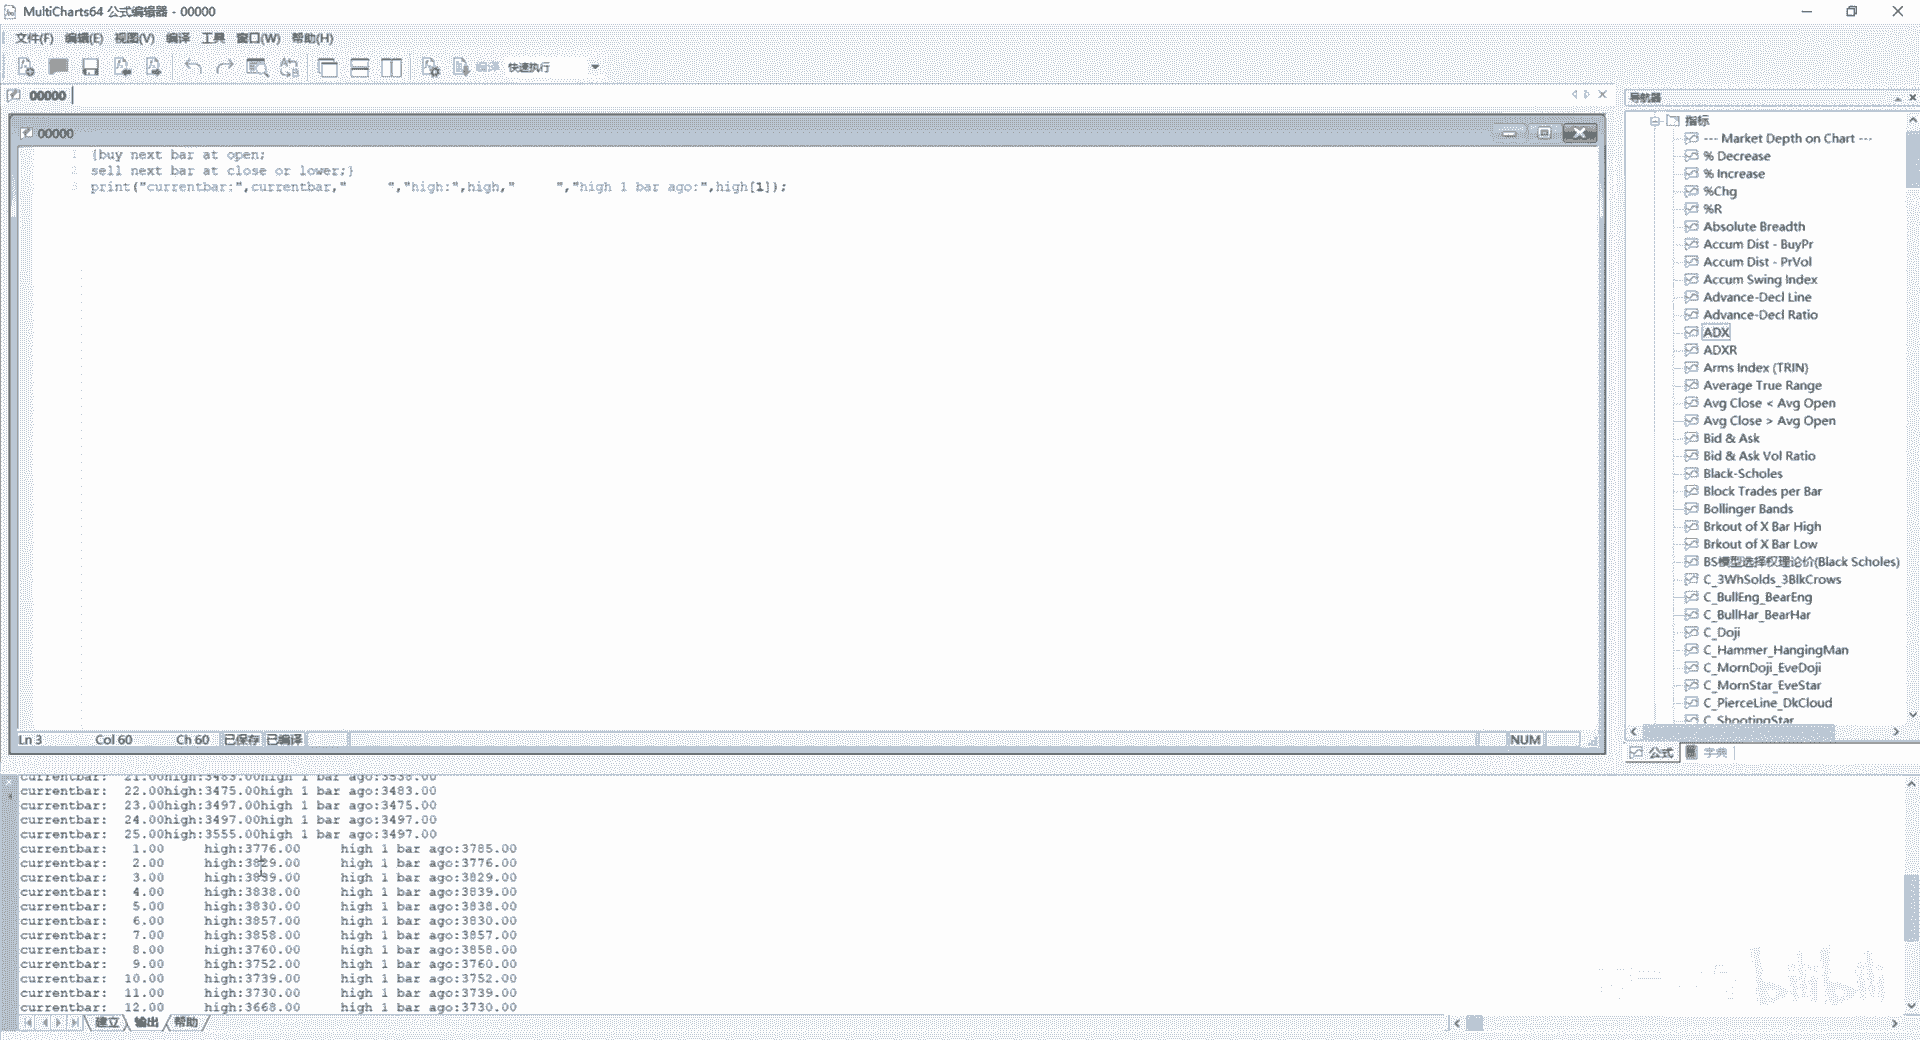 MultiCharts64 公式编辑器 - 00000
文件(F) 编辑(E) 视图(V) 编译 工具 窗口(W) 帮助(H)
编译 快速执行
00000
00000
1 {buy next bar at open;
2 sell next bar at close or lower;}
3 print("currentbar:",currentbar,"     ","high:",high,"     ","high 1 bar ago:",high[1]);
Ln 3 Col 60 Ch 60 已保存 已编译 NUM
导航器
指标
--- Market Depth on Chart ---
% Decrease
% Increase
%Chg
%R
Absolute Breadth
Accum Dist - BuyPr
Accum Dist - PrVol
Accum Swing Index
Advance-Decl Line
Advance-Decl Ratio
ADX
ADXR
Arms Index (TRIN)
Average True Range
Avg Close < Avg Open
Avg Close > Avg Open
Bid & Ask
Bid & Ask Vol Ratio
Black-Scholes
Block Trades per Bar
Bollinger Bands
Brkout of X Bar High
Brkout of X Bar Low
BS模型选择权理论价(Black Scholes)
C_3WhSolds_3BlkCrows
C_BullEng_BearEng
C_BullHar_BearHar
C_Doji
C_Hammer_HangingMan
C_MornDoji_EveDoji
C_MornStar_EveStar
C_PierceLine_DkCloud
C_ShootingStar
公式 字典
currentbar:  21.00high:3483.00high 1 bar ago:3538.00
currentbar:  22.00high:3475.00high 1 bar ago:3483.00
currentbar:  23.00high:3497.00high 1 bar ago:3475.00
currentbar:  24.00high:3497.00high 1 bar ago:3497.00
currentbar:  25.00high:3555.00high 1 bar ago:3497.00
currentbar:   1.00     high:3776.00     high 1 bar ago:3785.00
currentbar:   2.00     high:3829.00     high 1 bar ago:3776.00
currentbar:   3.00     high:3839.00     high 1 bar ago:3829.00
currentbar:   4.00     high:3838.00     high 1 bar ago:3839.00
currentbar:   5.00     high:3830.00     high 1 bar ago:3838.00
currentbar:   6.00     high:3857.00     high 1 bar ago:3830.00
currentbar:   7.00     high:3858.00     high 1 bar ago:3857.00
currentbar:   8.00     high:3760.00     high 1 bar ago:3858.00
currentbar:   9.00     high:3752.00     high 1 bar ago:3760.00
currentbar:  10.00     high:3739.00     high 1 bar ago:3752.00
currentbar:  11.00     high:3730.00     high 1 bar ago:3739.00
currentbar:  12.00     high:3668.00     high 1 bar ago:3730.00
建立 输出 帮助
bilibili